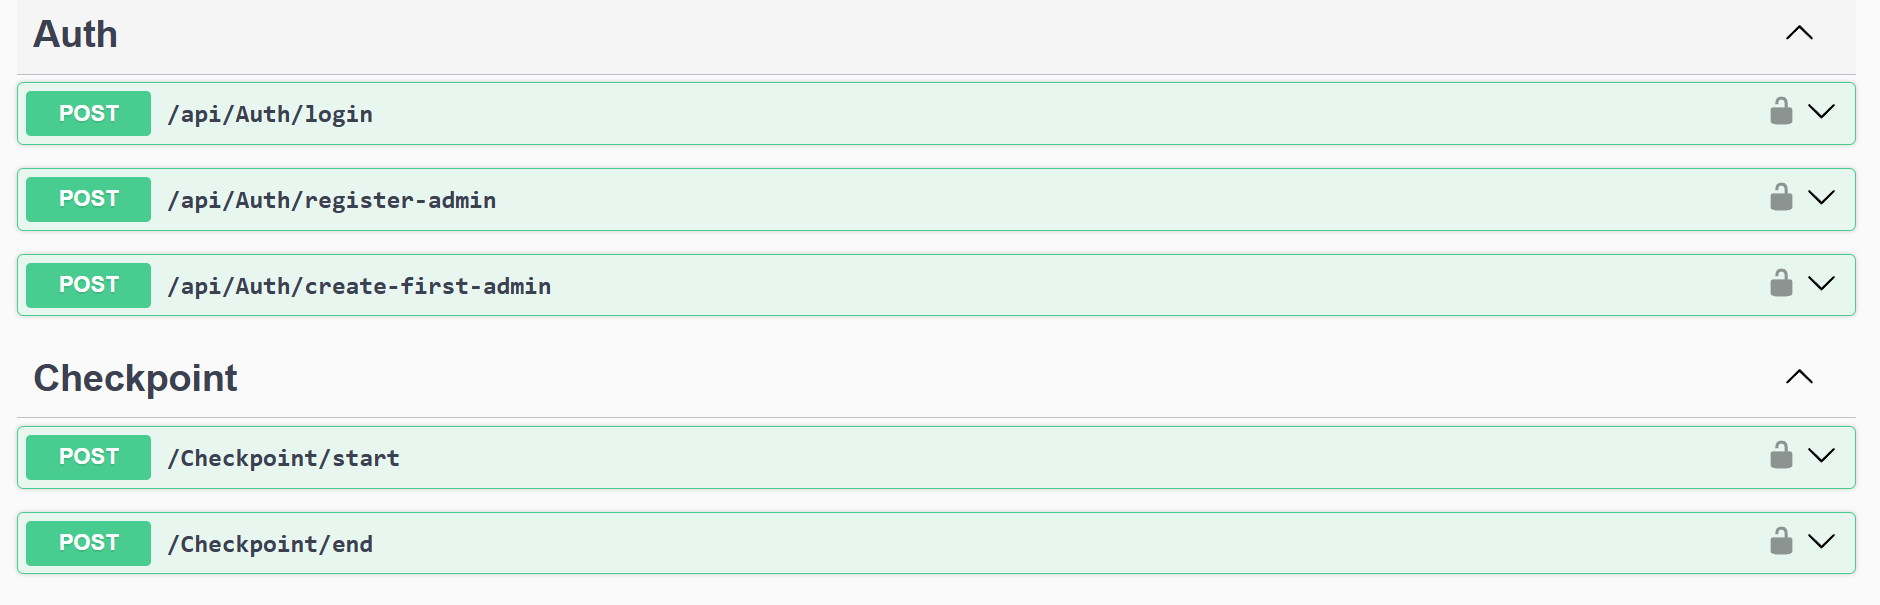 Auth
POST /api/Auth/login
POST /api/Auth/register-admin
POST /api/Auth/create-first-admin
Checkpoint
POST /Checkpoint/start
POST /Checkpoint/end